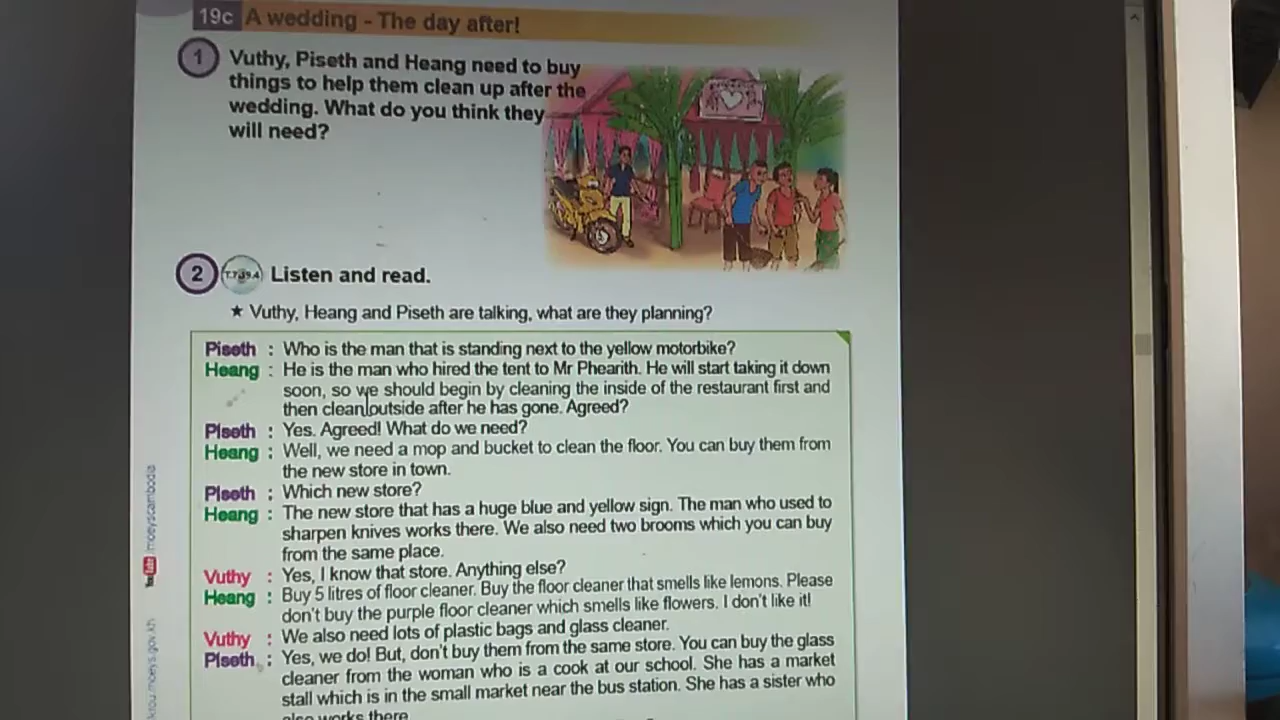 19c A wedding - The day after!
1 Vuthy, Piseth and Heang need to buy
things to help them clean up after the
wedding. What do you think they
will need?
2 Listen and read.
★ Vuthy, Heang and Piseth are talking, what are they planning?
Piseth : Who is the man that is standing next to the yellow motorbike?
Heang : He is the man who hired the tent to Mr Phearith. He will start taking it down
soon, so we should begin by cleaning the inside of the restaurant first and
then clean outside after he has gone. Agreed?
Piseth : Yes. Agreed! What do we need?
Heang : Well, we need a mop and bucket to clean the floor. You can buy them from
the new store in town.
Piseth : Which new store?
Heang : The new store that has a huge blue and yellow sign. The man who used to
sharpen knives works there. We also need two brooms which you can buy
from the same place.
Vuthy : Yes, I know that store. Anything else?
Heang : Buy 5 litres of floor cleaner. Buy the floor cleaner that smells like lemons. Please
don't buy the purple floor cleaner which smells like flowers. I don't like it!
Vuthy : We also need lots of plastic bags and glass cleaner.
Piseth : Yes, we do! But, don't buy them from the same store. You can buy the glass
cleaner from the woman who is a cook at our school. She has a market
stall which is in the small market near the bus station. She has a sister who
also works there
YouTube moeyscambodia
.moeys.gov.kh